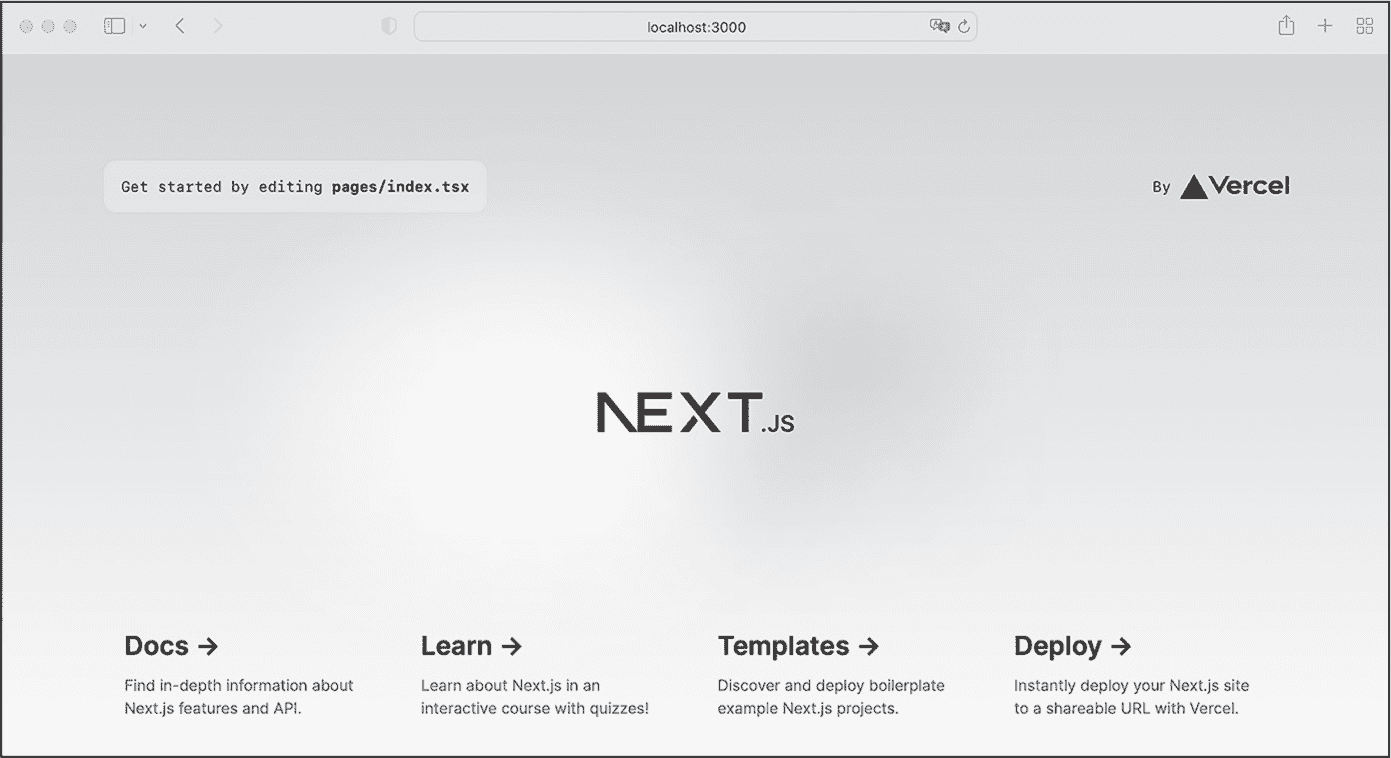 localhost:3000
Get started by editing pages/index.tsx
By Vercel
NEXT.JS
Docs →
Find in-depth information about
Next.js features and API.
Learn →
Learn about Next.js in an
interactive course with quizzes!
Templates →
Discover and deploy boilerplate
example Next.js projects.
Deploy →
Instantly deploy your Next.js site
to a shareable URL with Vercel.